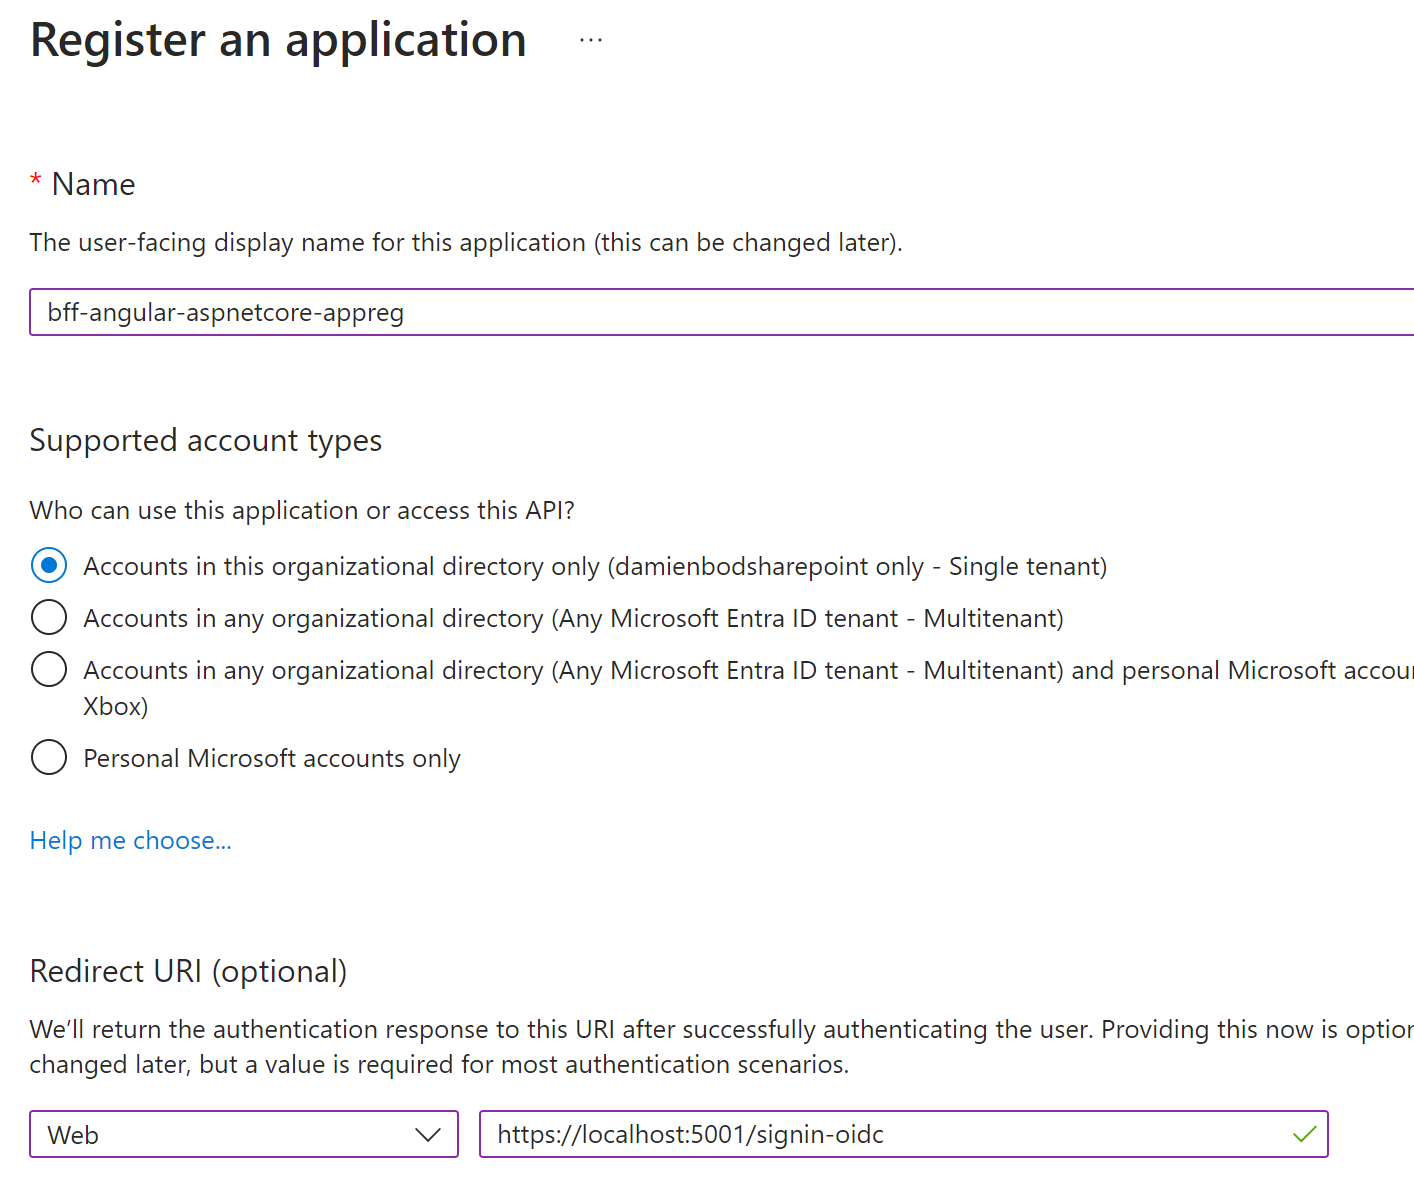 Register an application ...
* Name
The user-facing display name for this application (this can be changed later).
bff-angular-aspnetcore-appreg
Supported account types
Who can use this application or access this API?
Accounts in this organizational directory only (damienbodsharepoint only - Single tenant)
Accounts in any organizational directory (Any Microsoft Entra ID tenant - Multitenant)
Accounts in any organizational directory (Any Microsoft Entra ID tenant - Multitenant) and personal Microsoft
Xbox)
Personal Microsoft accounts only
Help me choose...
Redirect URI (optional)
We’ll return the authentication response to this URI after successfully authenticating the user. Providing this now is
changed later, but a value is required for most authentication scenarios.
Web
https://localhost:5001/signin-oidc